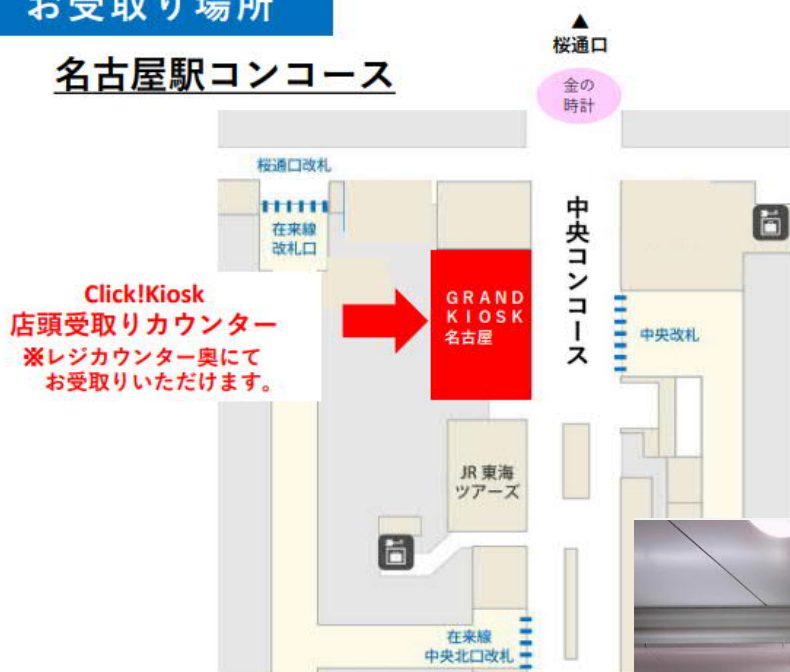 お受取り場所
名古屋駅コンコース
▲
桜通口
金の
時計
桜通口改札
在来線
改札口
中央コンコース
Click!Kiosk
店頭受取りカウンター
※レジカウンター奥にて
お受取りいただけます。
GRAND
KIOSK
名古屋
中央改札
JR東海
ツアーズ
在来線
中央北口改札